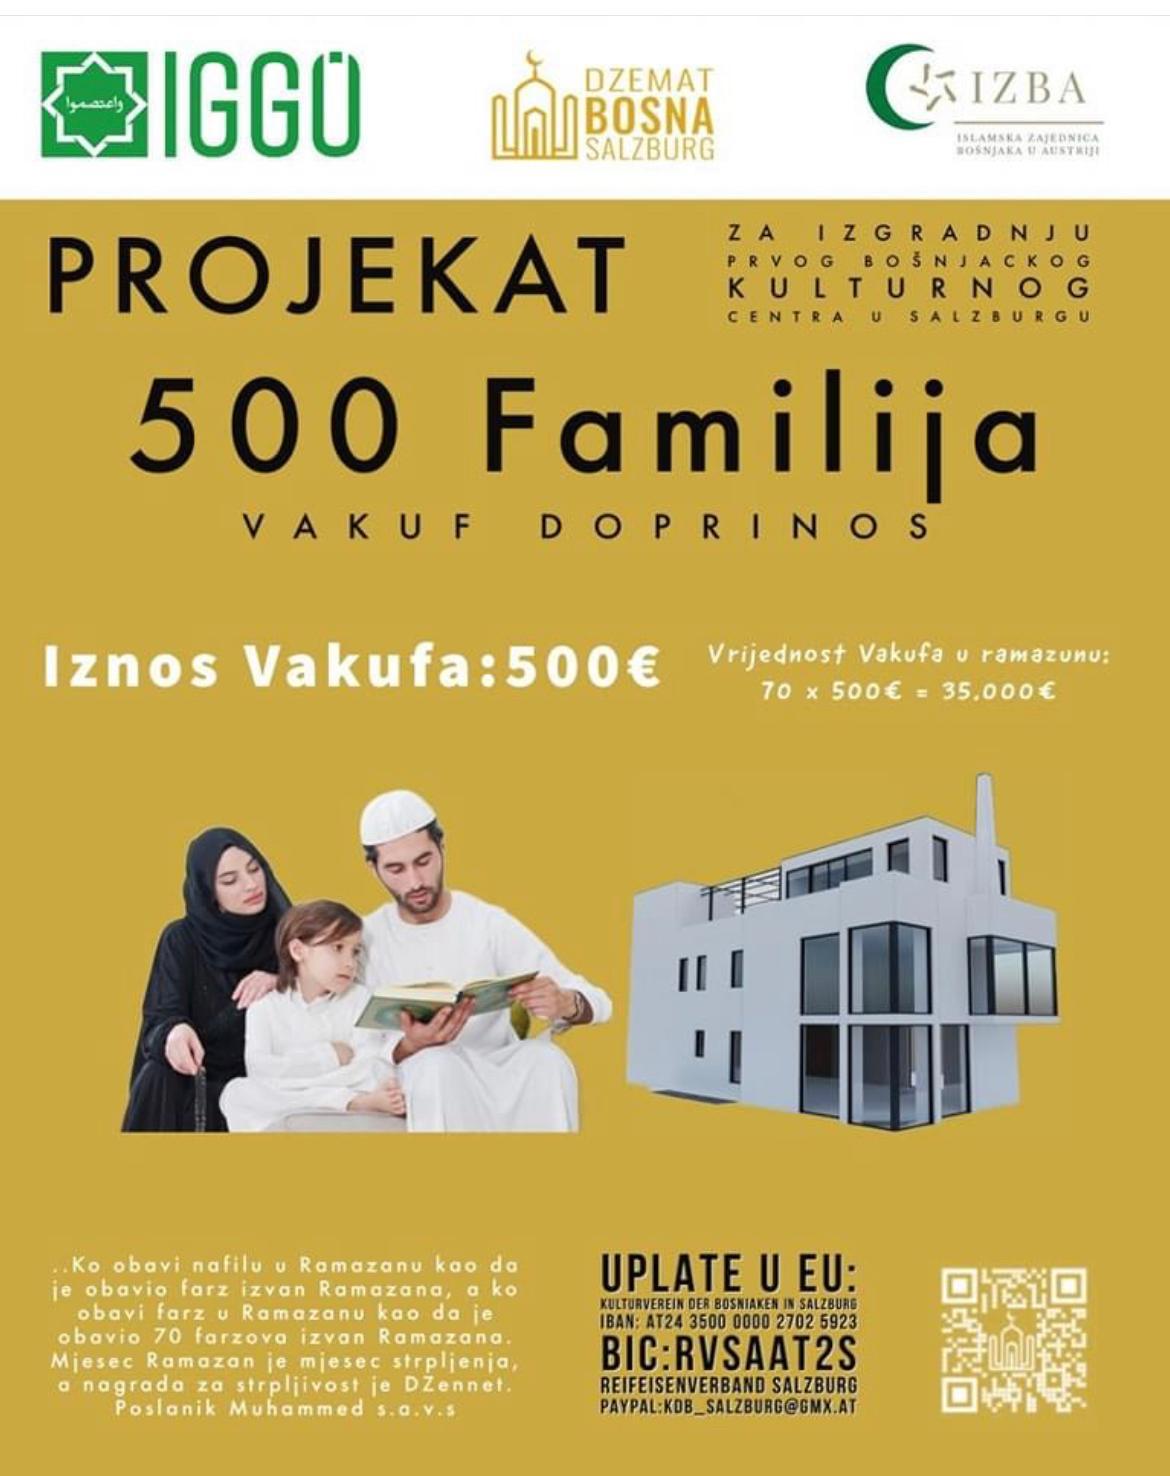 واعتصموا
IGGÖ
DZEMAT
BOSNA
SALZBURG
IZBA
ISLAMSKA ZAJEDNICA
BOŠNJAKA U AUSTRIJI
PROJEKAT
ZA IZGRADNJU
PRVOG BOŠNJACKOG
KULTURNOG
CENTRA U SALZBURGU
500 Familija
VAKUF DOPRINOS
Iznos Vakufa:500€
Vrijednost Vakufa u ramazunu:
70 x 500€ = 35.000€
..Ko obavi nafilu u Ramazanu kao da
je obavio farz izvan Ramazana, a ko
obavi farz u Ramazanu kao da je
obavio 70 farzova izvan Ramazana.
Mjesec Ramazan je mjesec strpljenja,
a nagrada za strpljivost je DZennet.
Poslanik Muhammed s.a.v.s
UPLATE U EU:
KULTURVEREIN DER BOSNIAKEN IN SALZBURG
IBAN: AT24 3500 0000 2702 5923
BIC:RVSAAT2S
REIFEISENVERBAND SALZBURG
PAYPAL:KDB_SALZBURG@GMX.AT